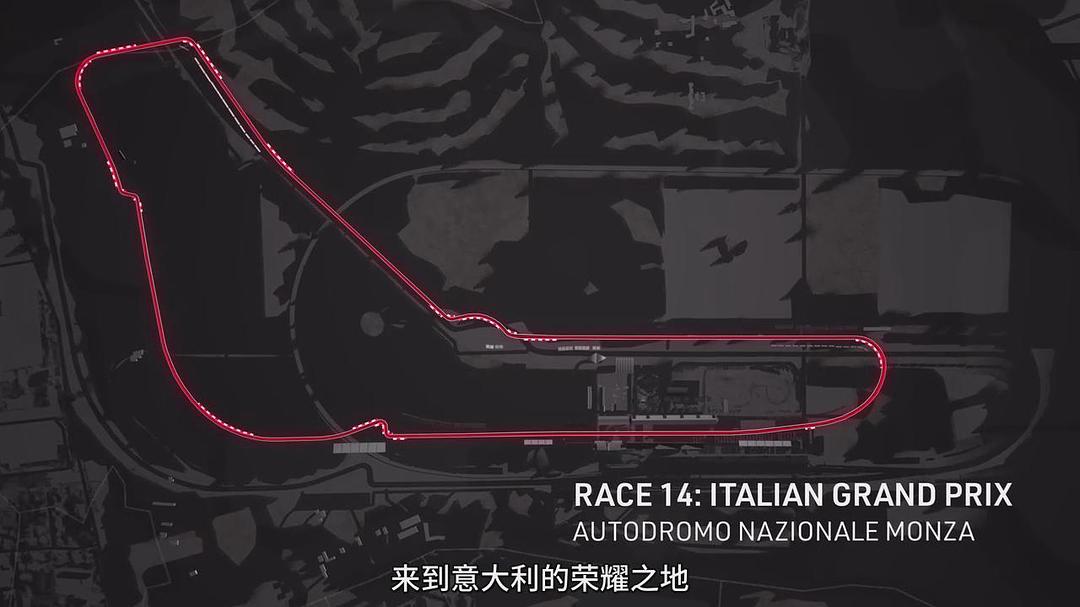 RACE 14: ITALIAN GRAND PRIX
AUTODROMO NAZIONALE MONZA
来到意大利的荣耀之地